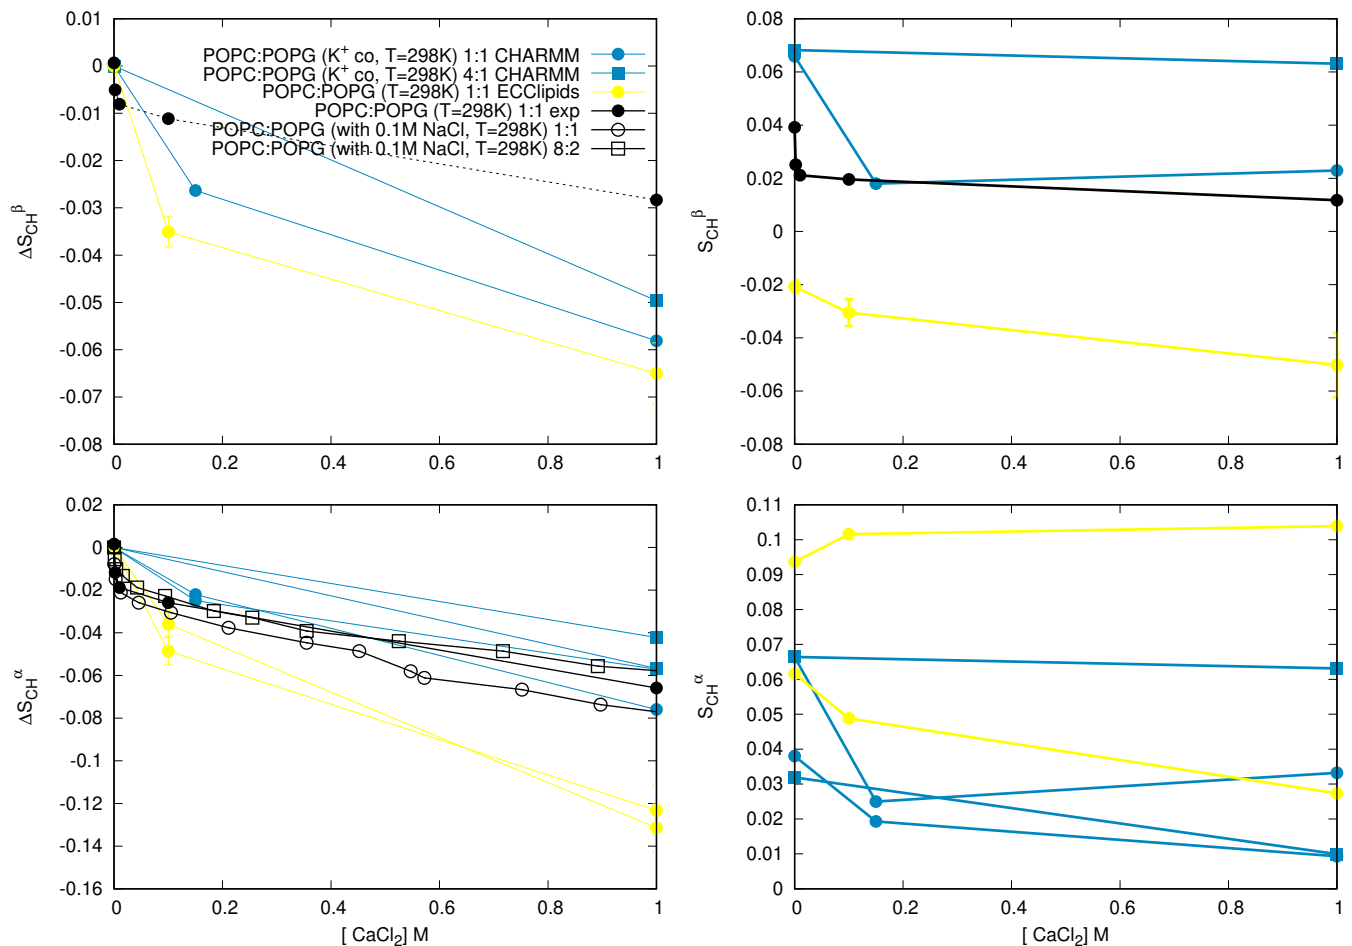 0.01
0
-0.01
-0.02
-0.03
-0.04
-0.05
-0.06
-0.07
-0.08
0 0.2 0.4 0.6 0.8 1
ΔS_CH^β
POPC:POPG (K⁺ co, T=298K) 1:1 CHARMM
POPC:POPG (K⁺ co, T=298K) 4:1 CHARMM
POPC:POPG (T=298K) 1:1 ECClipids
POPC:POPG (T=298K) 1:1 exp
POPC:POPG (with 0.1M NaCl, T=298K) 1:1
POPC:POPG (with 0.1M NaCl, T=298K) 8:2
0.08
0.06
0.04
0.02
0
-0.02
-0.04
-0.06
-0.08
0 0.2 0.4 0.6 0.8 1
S_CH^β
0.02
0
-0.02
-0.04
-0.06
-0.08
-0.1
-0.12
-0.14
-0.16
0 0.2 0.4 0.6 0.8 1
ΔS_CH^α
[ CaCl₂] M
0.11
0.1
0.09
0.08
0.07
0.06
0.05
0.04
0.03
0.02
0.01
0
0 0.2 0.4 0.6 0.8 1
S_CH^α
[ CaCl₂] M